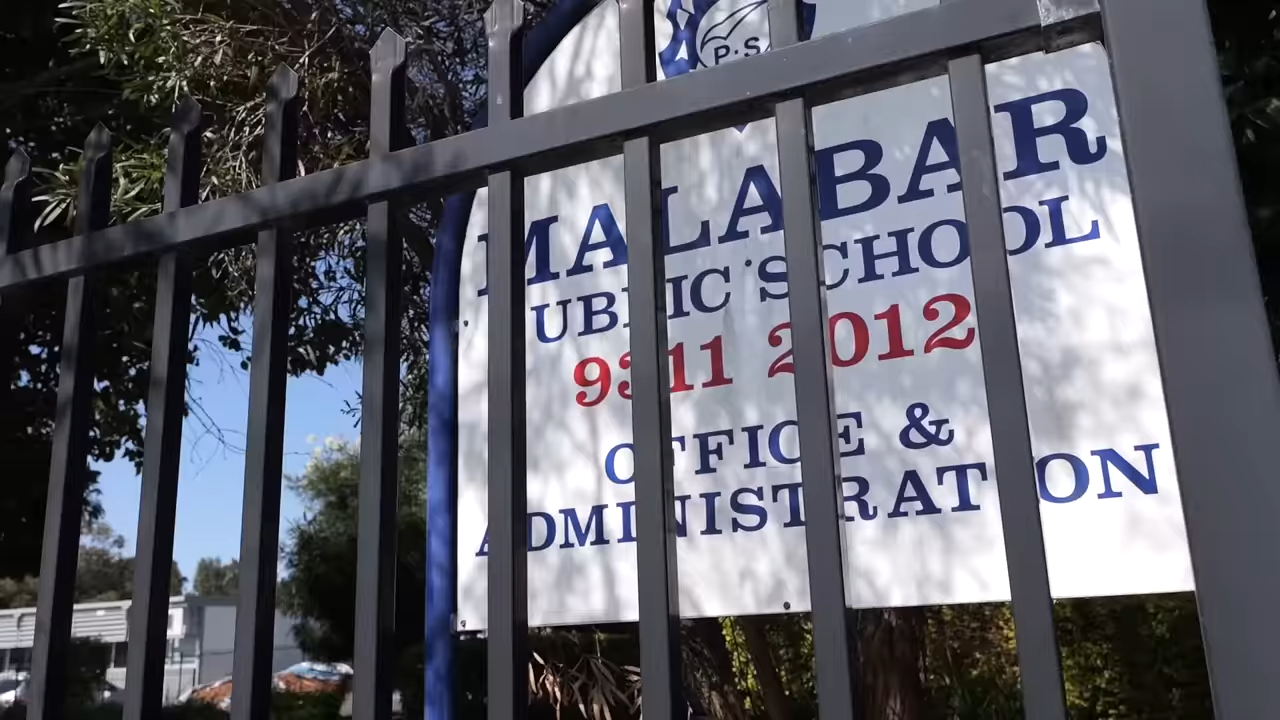 P·S
MALABAR
PUBLIC SCHOOL
9311 2012
OFFICE &
ADMINISTRATION